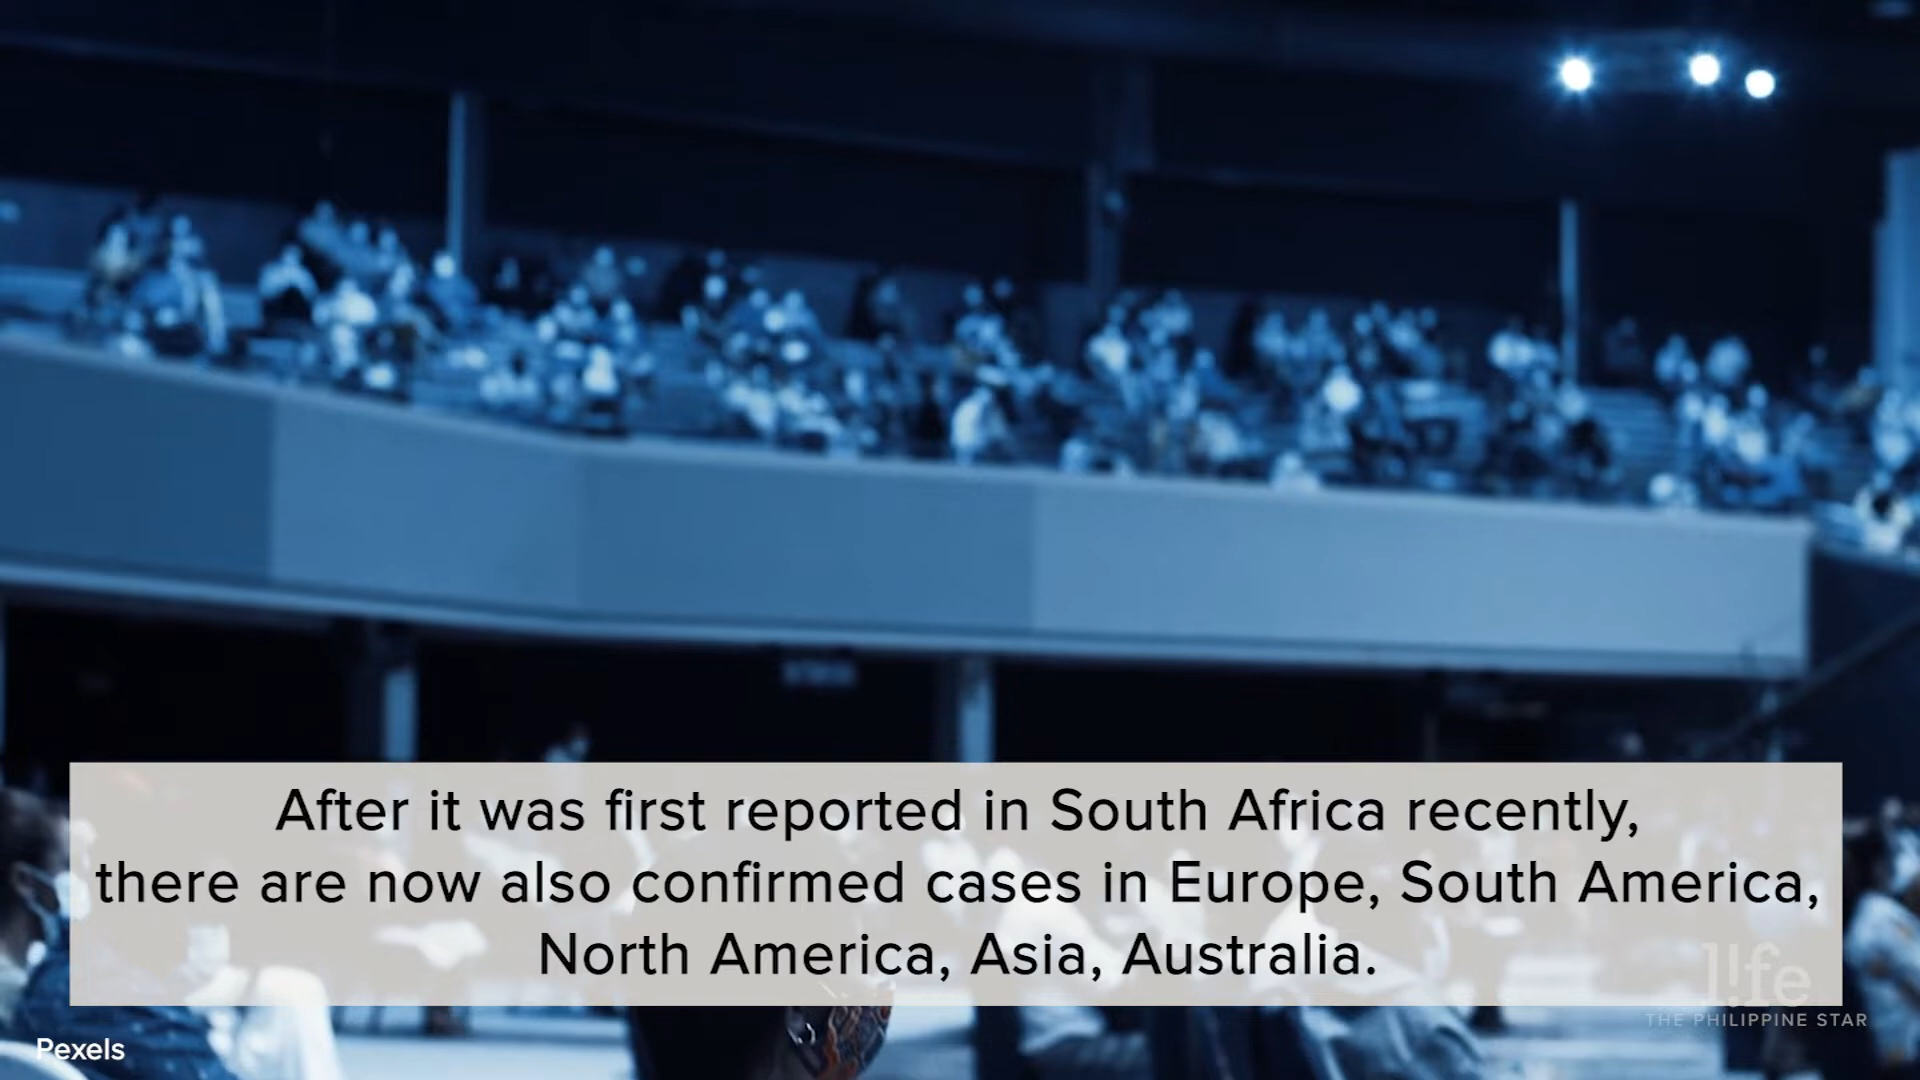 After it was first reported in South Africa recently,
there are now also confirmed cases in Europe, South America,
North America, Asia, Australia.
l!fe
THE PHILIPPINE STAR
Pexels